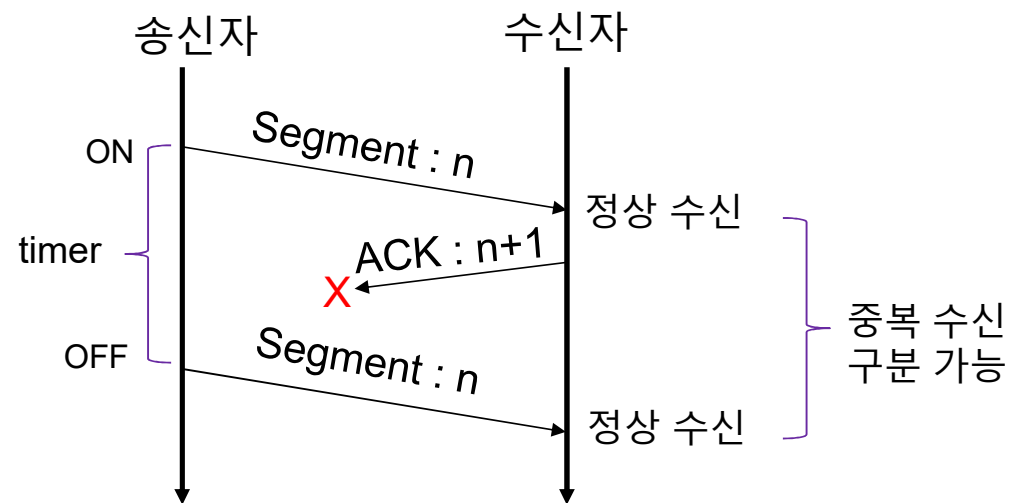 송신자
수신자
ON
Segment : n
정상 수신
timer
ACK : n+1
X
중복 수신
구분 가능
OFF
Segment : n
정상 수신